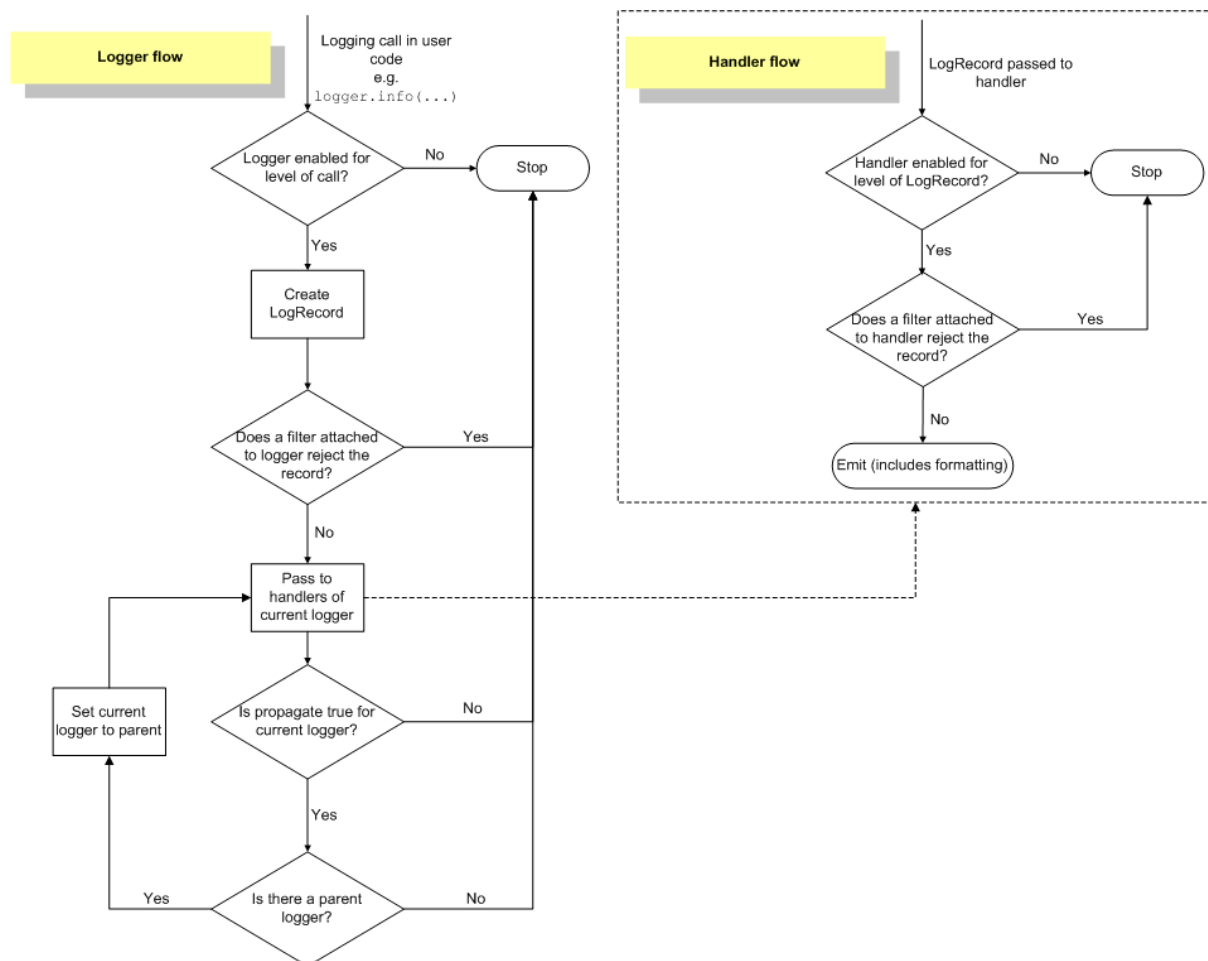 Logger flow
Logging call in user
code
e.g.
logger.info(...)
Logger enabled for
level of call?
No
Stop
Yes
Create
LogRecord
Does a filter attached
to logger reject the
record?
Yes
No
Pass to
handlers of
current logger
Set current
logger to parent
Is propagate true for
current logger?
No
Yes
Is there a parent
logger?
Yes
No
Handler flow
LogRecord passed to
handler
Handler enabled for
level of LogRecord?
No
Stop
Yes
Does a filter attached
to handler reject the
record?
Yes
No
Emit (includes formatting)